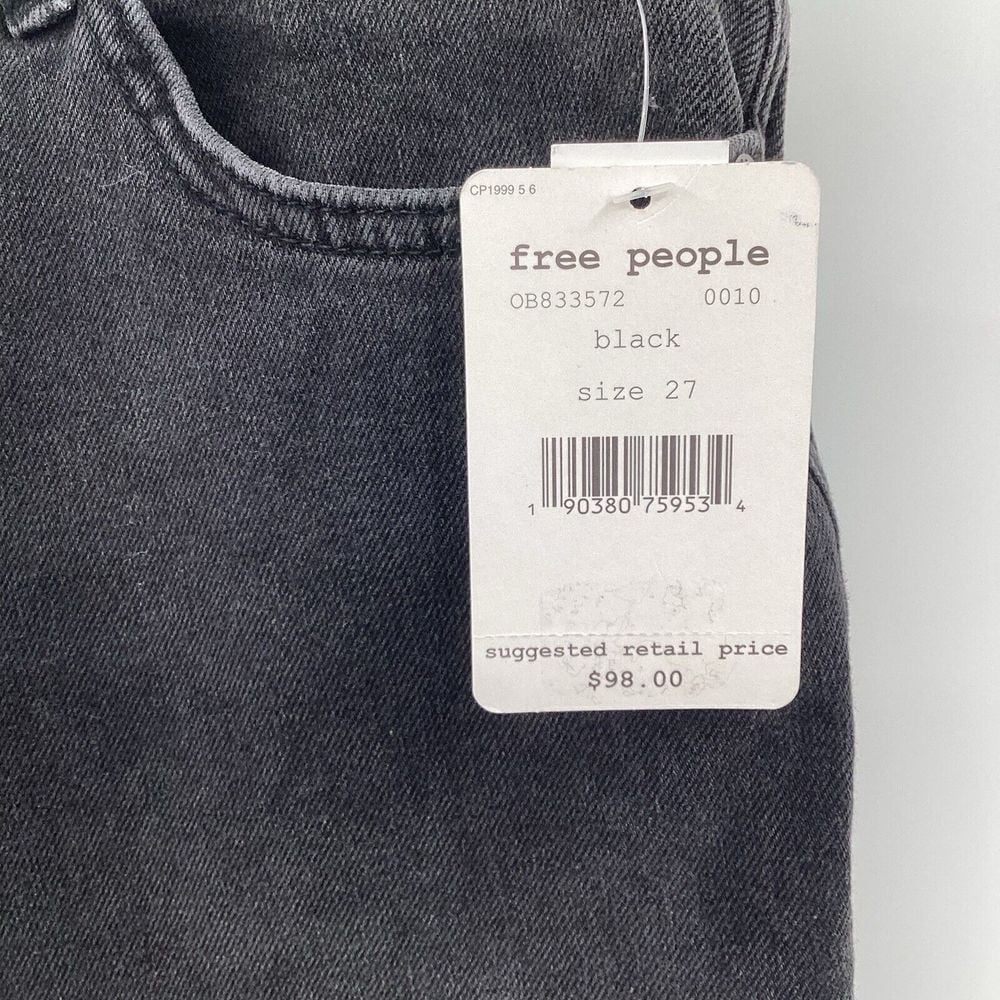 CP1999 5 6
free people
OB833572 0010
black
size 27
1 90380 75953 4
suggested retail price
$98.00